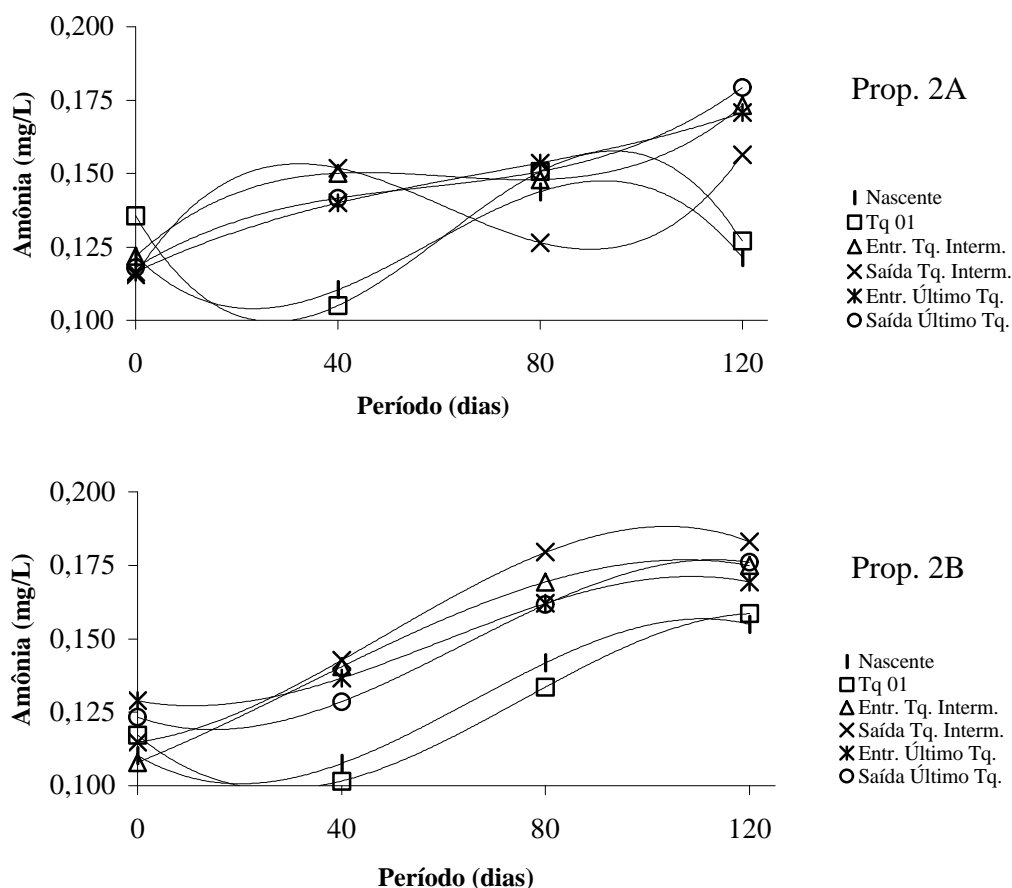 0,200
0,175
0,150
0,125
0,100
Amônia (mg/L)
0 40 80 120
Período (dias)
Prop. 2A
Nascente
Tq 01
Entr. Tq. Interm.
Saída Tq. Interm.
Entr. Último Tq.
Saída Último Tq.
0,200
0,175
0,150
0,125
0,100
Amônia (mg/L)
0 40 80 120
Período (dias)
Prop. 2B
Nascente
Tq 01
Entr. Tq. Interm.
Saída Tq. Interm.
Entr. Último Tq.
Saída Último Tq.